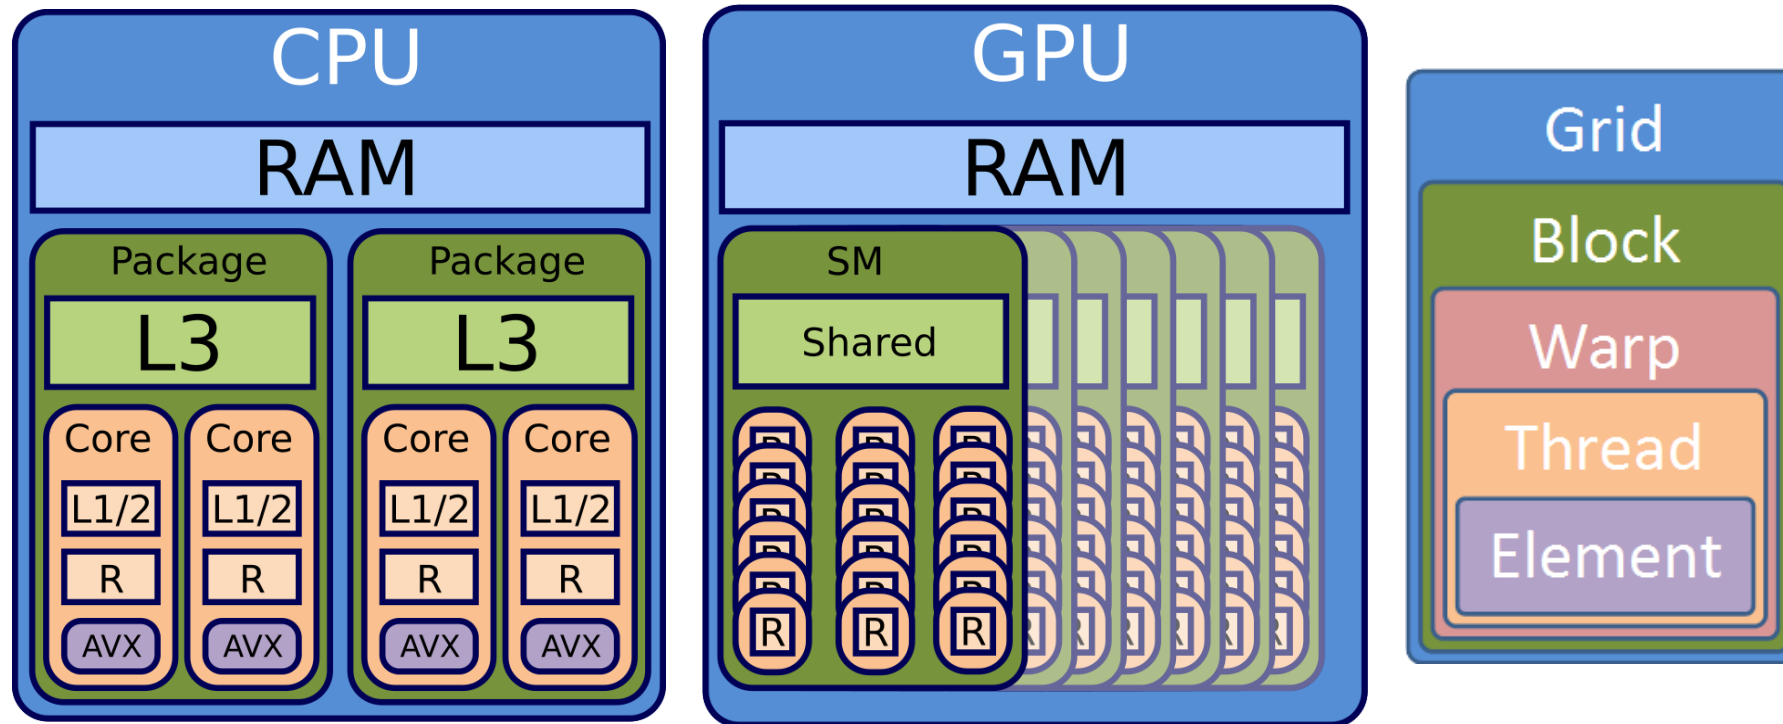 CPU
RAM
Package
L3
Core
L1/2
R
AVX
Core
L1/2
R
AVX
Package
L3
Core
L1/2
R
AVX
Core
L1/2
R
AVX
GPU
RAM
SM
Shared
R
R
R
Grid
Block
Warp
Thread
Element